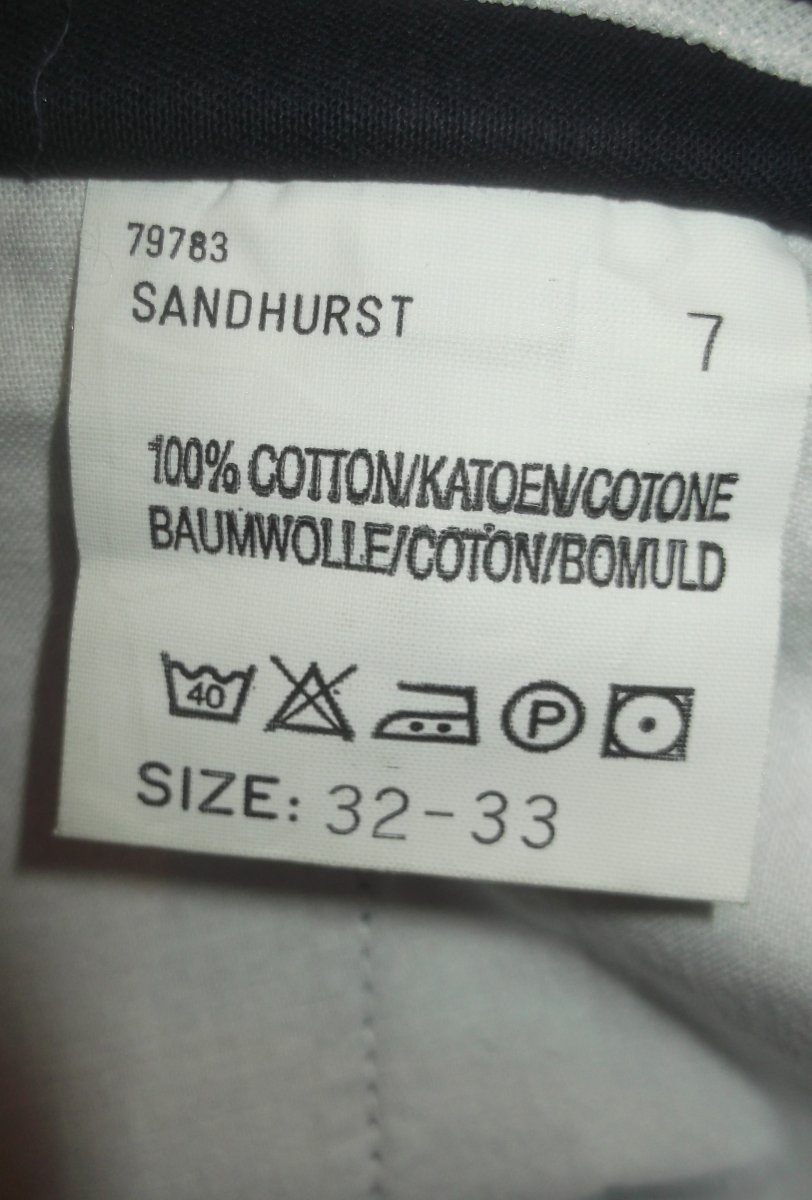 79783
SANDHURST 7
100% COTTON/KATOEN/COTONE
BAUMWOLLE/COTON/BOMULD
40 P
SIZE: 32-33